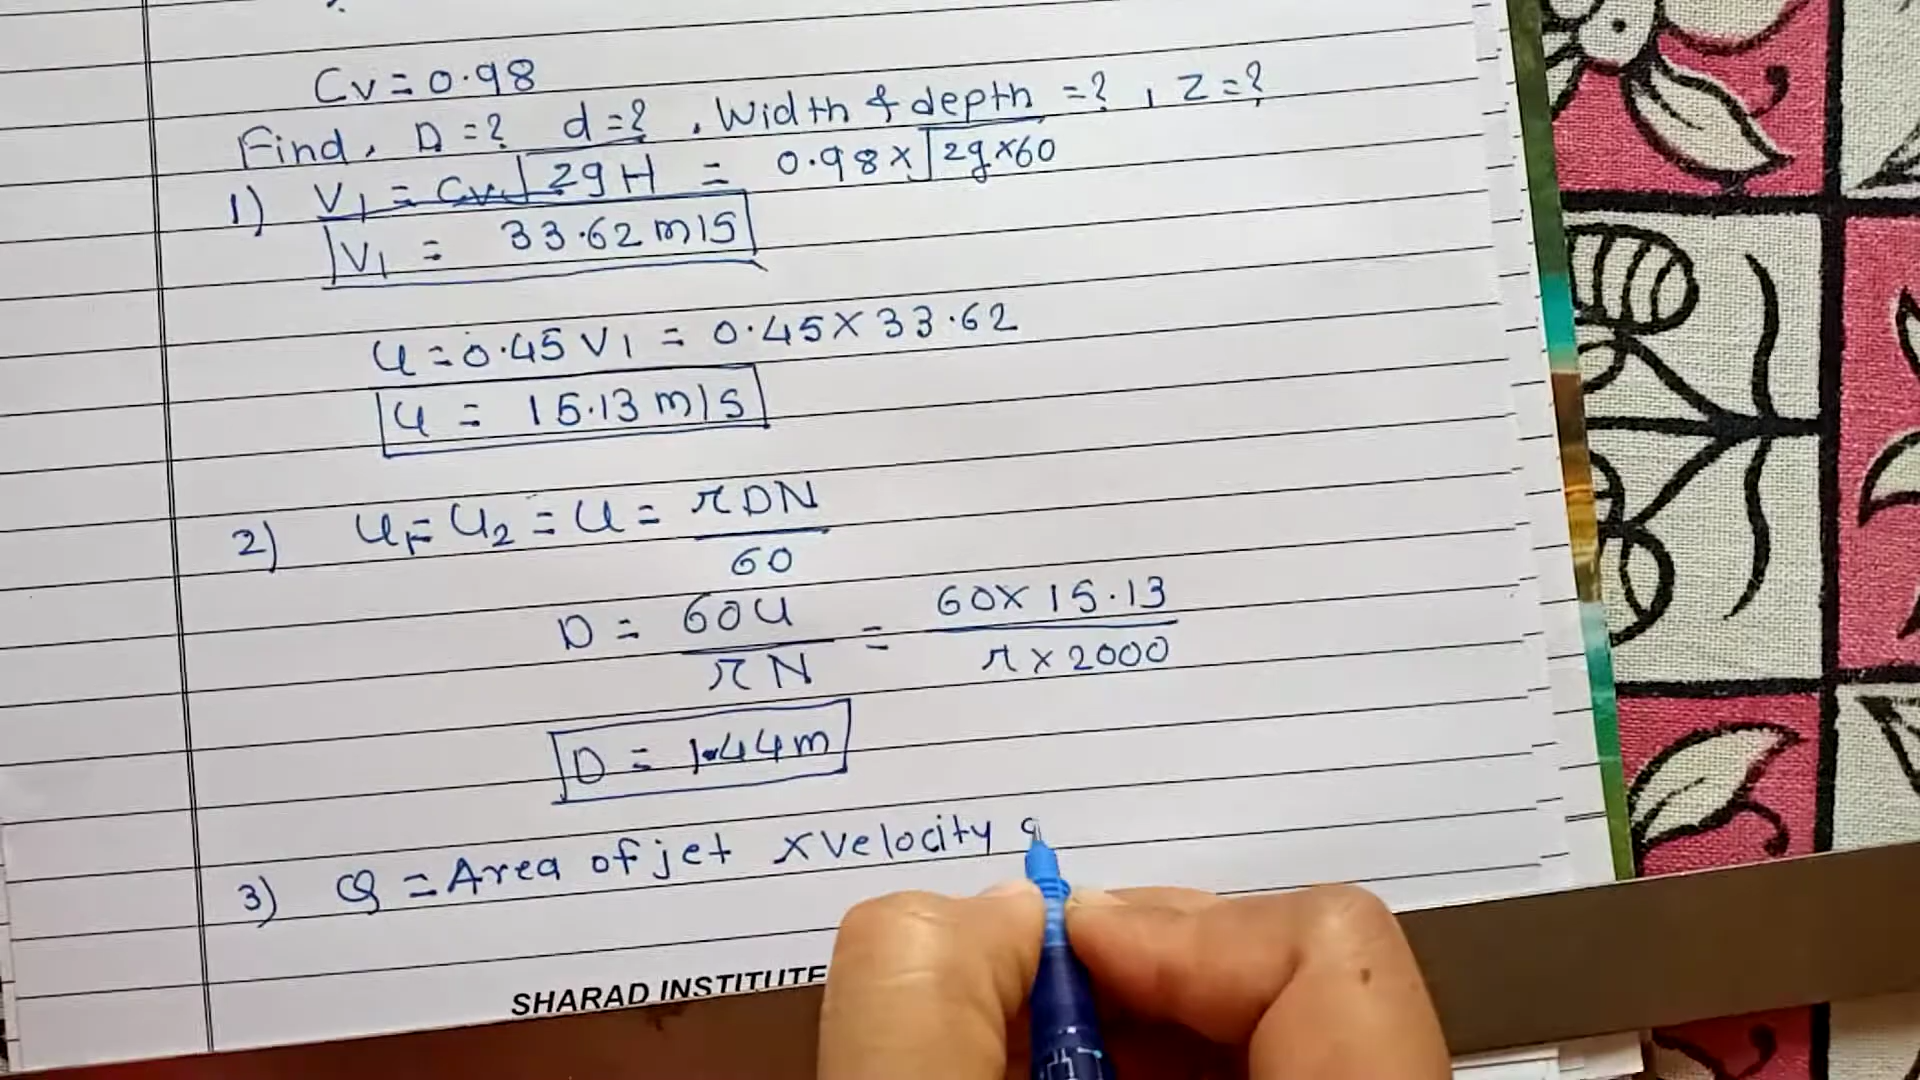 Cv = 0.98
Find, D = ? d = ?, Width & depth = ?, Z = ?
1) V1 = Cv √2gH = 0.98 × √2g×60
V1 = 33.62 m/s
u = 0.45 V1 = 0.45 × 33.62
u = 15.13 m/s
2) u1 = u2 = u = πDN / 60
D = 60u / πN = 60 × 15.13 / π × 2000
D = 1.44m
3) Q = Area of jet × Velocity
SHARAD INSTITUTE